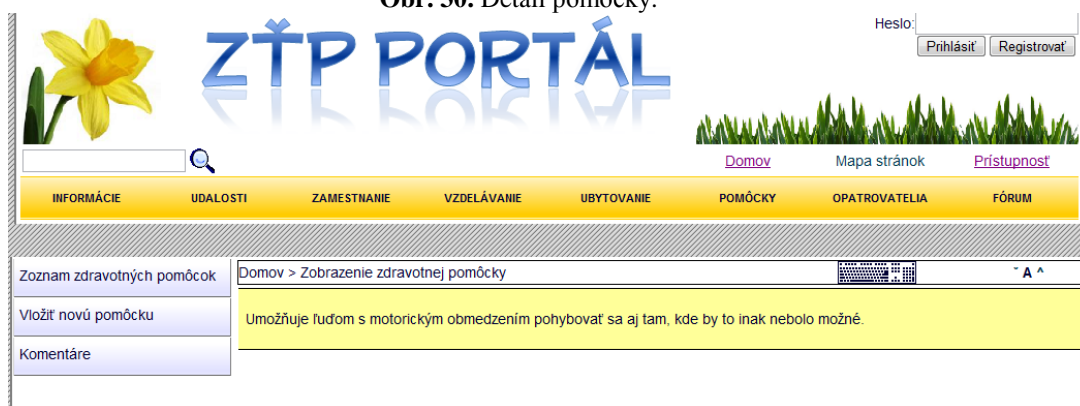 Obr. 30. Detail pomôcky.
ZŤP PORTÁL
Heslo:
Prihlásiť Registrovať
Domov Mapa stránok Prístupnosť
INFORMÁCIE UDALOSTI ZAMESTNANIE VZDELÁVANIE UBYTOVANIE POMÔCKY OPATROVATELIA FÓRUM
Zoznam zdravotných pomôcok
Vložiť novú pomôcku
Komentáre
Domov > Zobrazenie zdravotnej pomôcky
ˇ A ^
Umožňuje ľuďom s motorickým obmedzením pohybovať sa aj tam, kde by to inak nebolo možné.